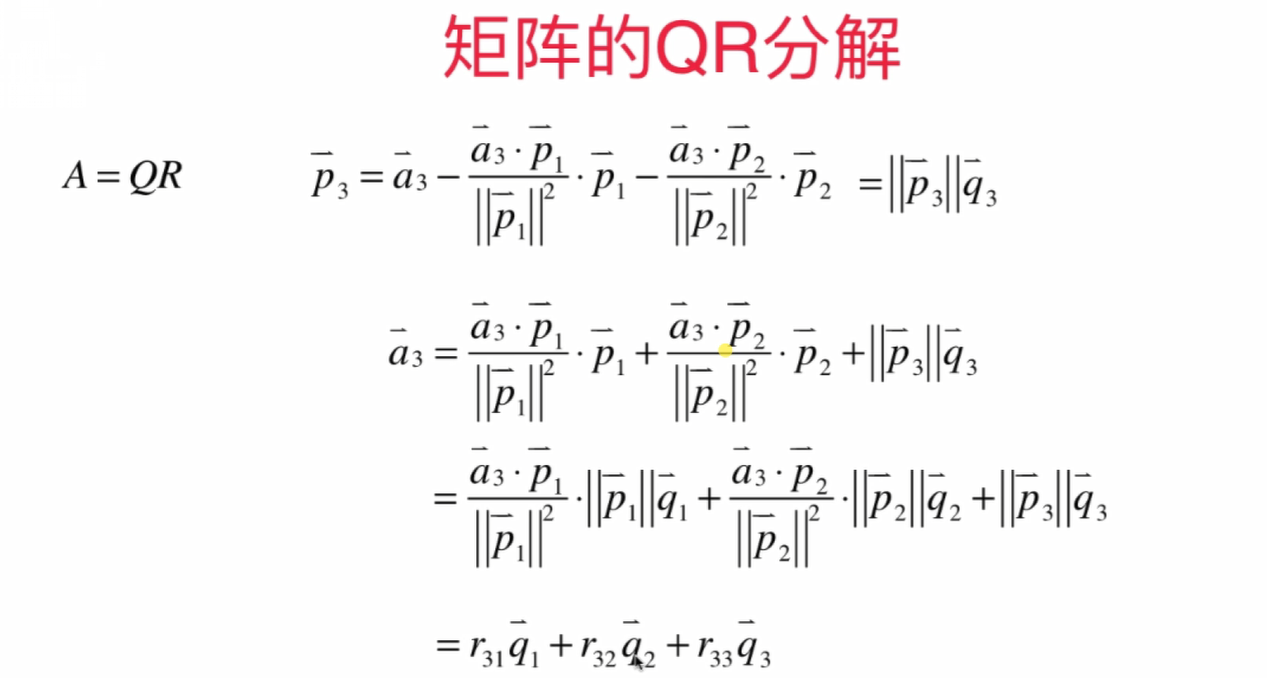 矩阵的QR分解
A = QR
$\vec{p}_3 = \vec{a}_3 - \frac{\vec{a}_3 \cdot \vec{p}_1}{||\vec{p}_1||^2} \cdot \vec{p}_1 - \frac{\vec{a}_3 \cdot \vec{p}_2}{||\vec{p}_2||^2} \cdot \vec{p}_2 = ||\vec{p}_3||\vec{q}_3$
$\vec{a}_3 = \frac{\vec{a}_3 \cdot \vec{p}_1}{||\vec{p}_1||^2} \cdot \vec{p}_1 + \frac{\vec{a}_3 \cdot \vec{p}_2}{||\vec{p}_2||^2} \cdot \vec{p}_2 + ||\vec{p}_3||\vec{q}_3$
$= \frac{\vec{a}_3 \cdot \vec{p}_1}{||\vec{p}_1||^2} \cdot ||\vec{p}_1||\vec{q}_1 + \frac{\vec{a}_3 \cdot \vec{p}_2}{||\vec{p}_2||^2} \cdot ||\vec{p}_2||\vec{q}_2 + ||\vec{p}_3||\vec{q}_3$
$= r_{31}\vec{q}_1 + r_{32}\vec{q}_2 + r_{33}\vec{q}_3$